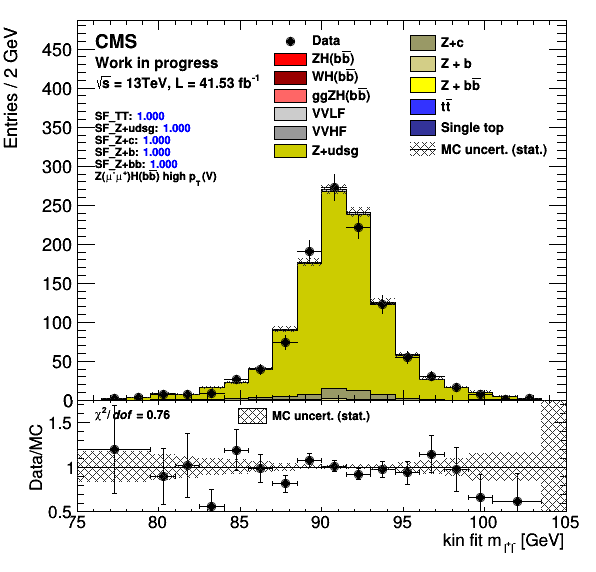 CMS
Work in progress
√s = 13TeV, L = 41.53 fb⁻¹
SF_TT: 1.000
SF_Z+udsg: 1.000
SF_Z+c: 1.000
SF_Z+b: 1.000
SF_Z+bb: 1.000
Z(μ⁻μ⁺)H(bb̅) high p_T (V)
Data
ZH(bb̅)
WH(bb̅)
ggZH(bb̅)
VVLF
VVHF
Z+udsg
Z+c
Z + b
Z + bb̅
tt̅
Single top
MC uncert. (stat.)
Entries / 2 GeV
450
400
350
300
250
200
150
100
50
0
χ²/dof = 0.76
MC uncert. (stat.)
Data/MC
1.5
1
0.5
75 80 85 90 95 100 105
kin fit m_l⁺l⁻ [GeV]